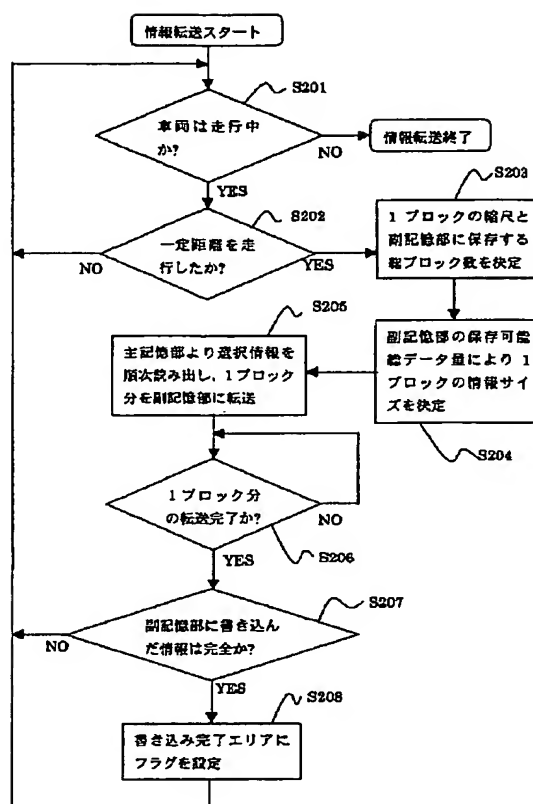 情報転送スタート
S201
車両は走行中
か?
NO
情報転送終了
YES
S202
一定距離を走
行したか?
NO
YES
S203
1ブロックの縮尺と
副記憶部に保存する
総ブロック数を決定
S205
主記憶部より選択情報を
順次読み出し、1ブロック
分を副記憶部に転送
副記憶部の保存可能
総データ量により1
ブロックの情報サイ
ズを決定
S204
1ブロック分
の転送完了か?
NO
YES
S206
S207
副記憶部に書き込ん
だ情報は完全か?
NO
YES
S208
書き込み完了エリアに
フラグを設定